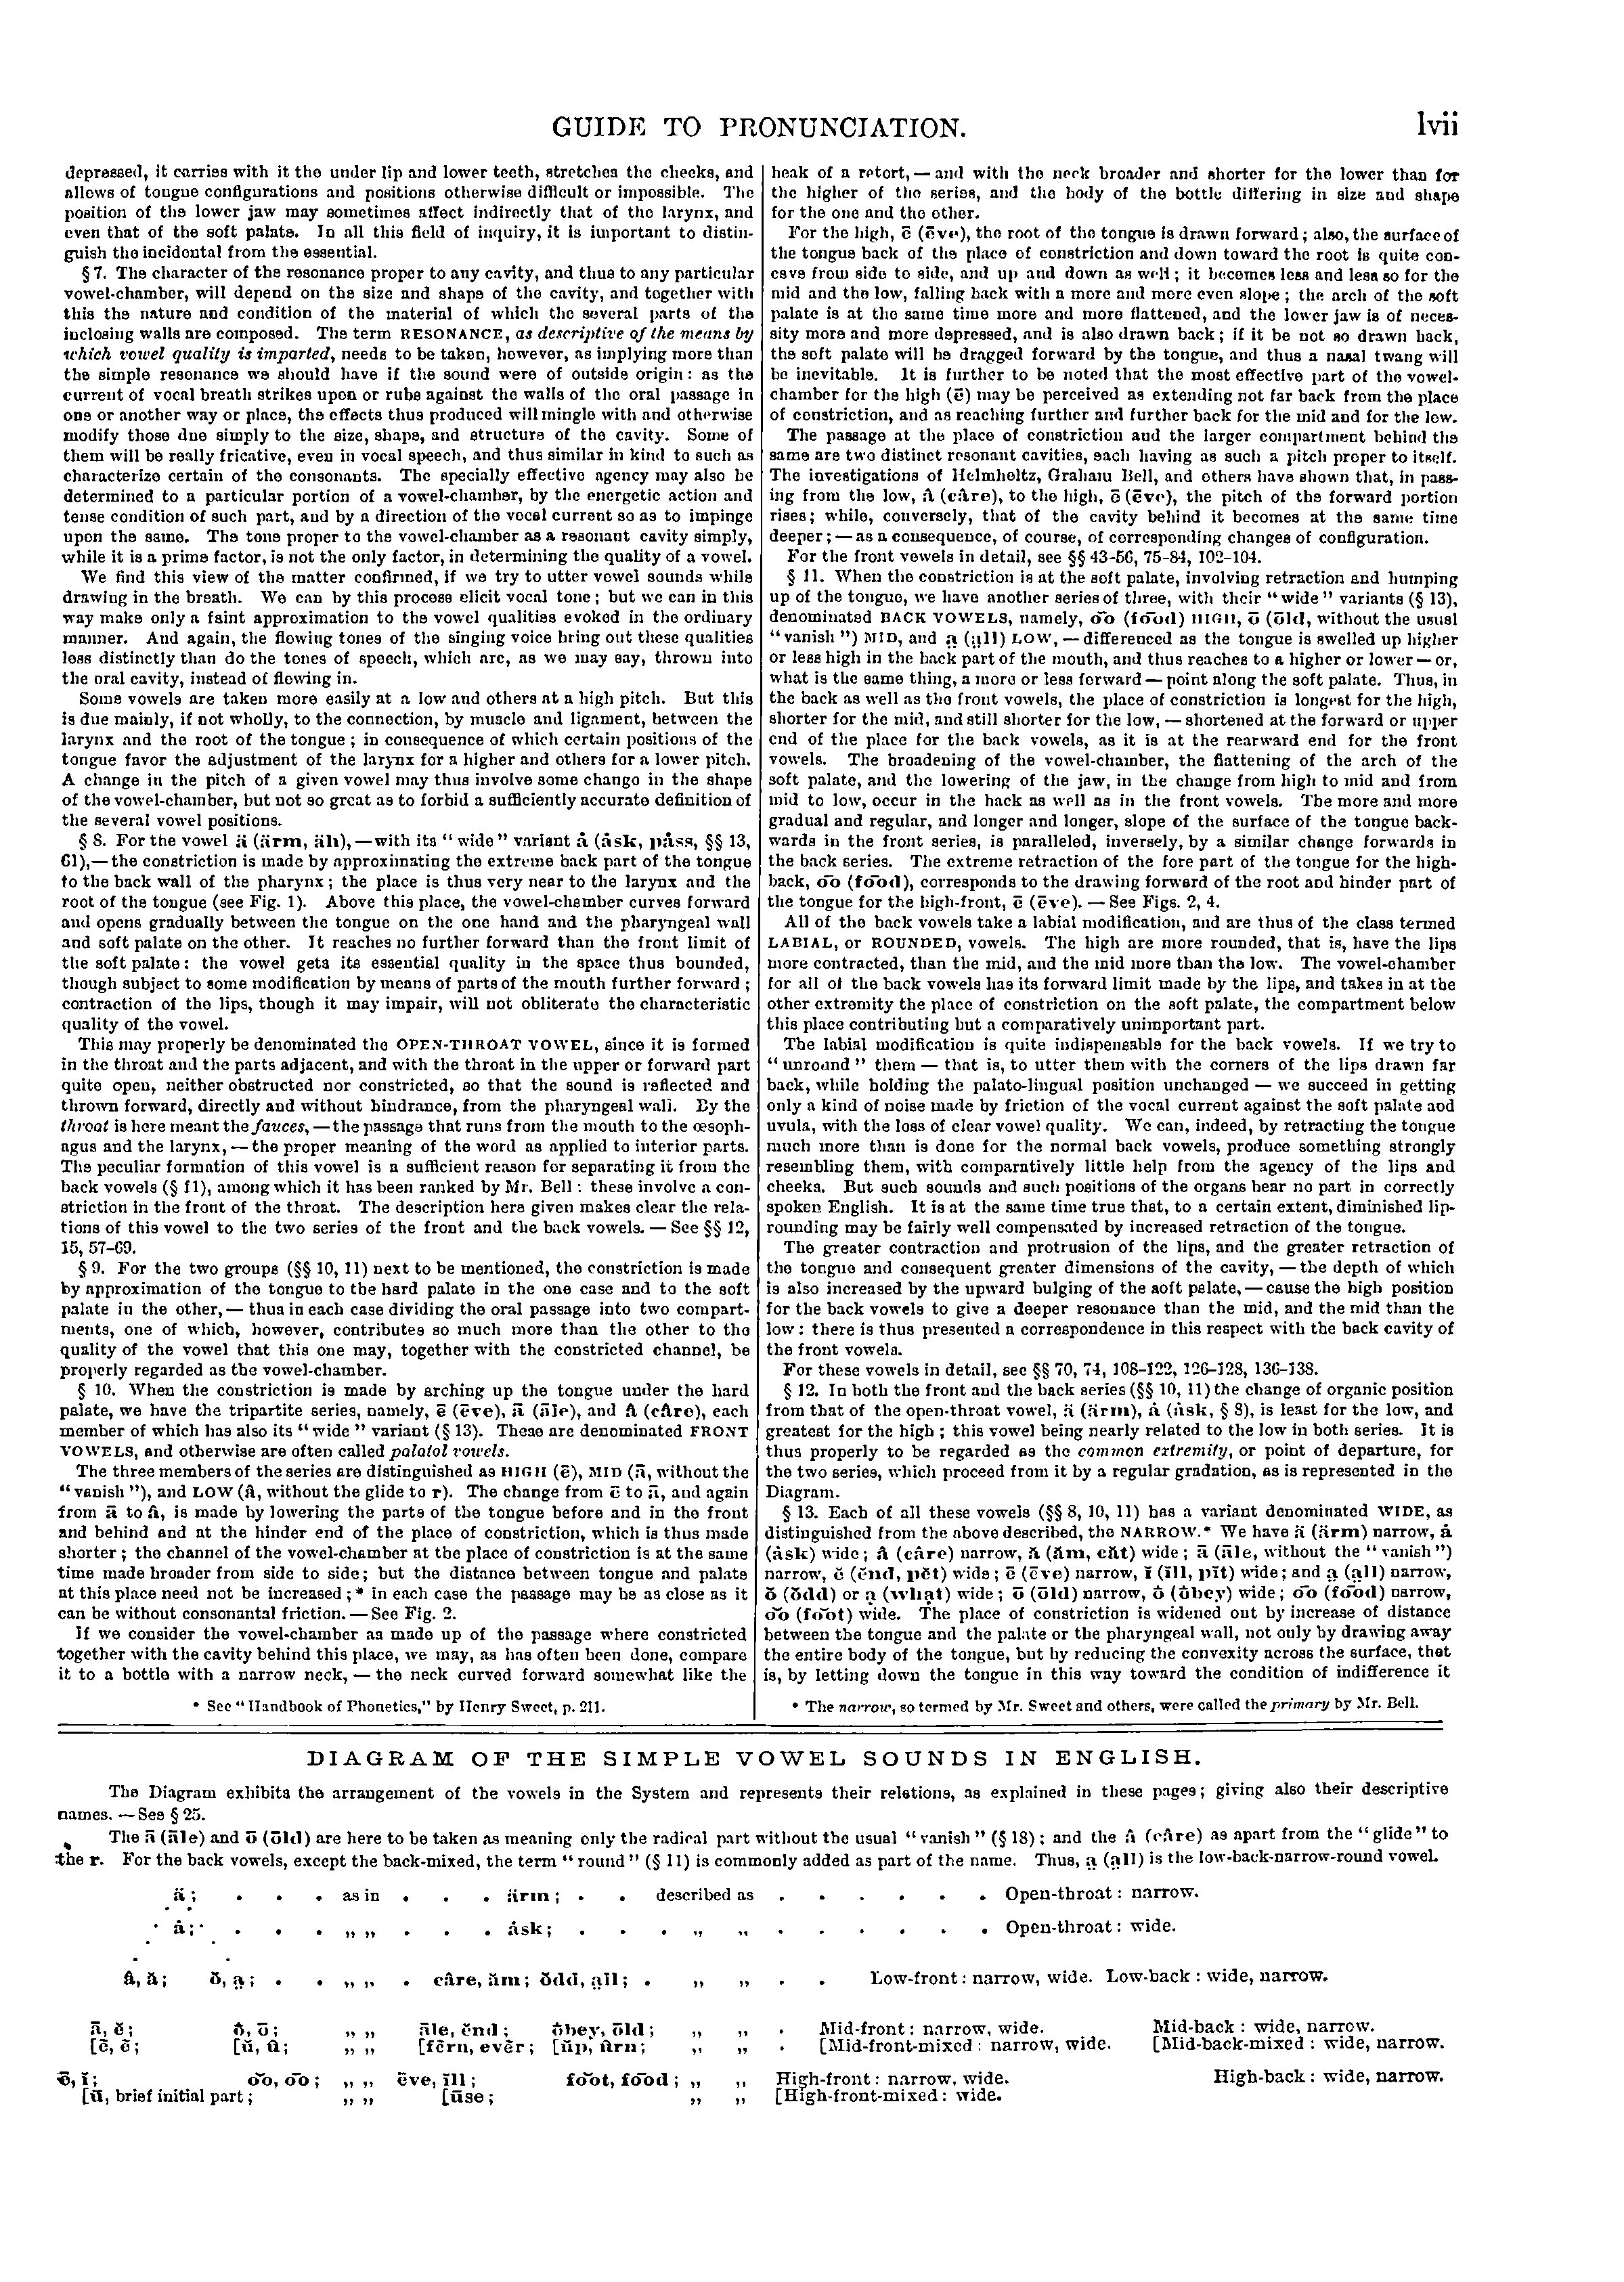 GUIDE TO PRONUNCIATION.
lvii
depressed, it carries with it the under lip and lower teeth, stretches the cheeks, and
allows of tongue configurations and positions otherwise difficult or impossible. The
position of the lower jaw may sometimes affect indirectly that of the larynx, and
even that of the soft palate. In all this field of inquiry, it is important to distin-
guish the incidental from the essential.
§ 7. The character of the resonance proper to any cavity, and thus to any particular
vowel-chamber, will depend on the size and shape of the cavity, and together with
this the nature and condition of the material of which the several parts of the
inclosing walls are composed. The term RESONANCE, as descriptive of the means by
which vowel quality is imparted, needs to be taken, however, as implying more than
the simple resonance we should have if the sound were of outside origin: as the
current of vocal breath strikes upon or rubs against the walls of the oral passage in
one or another way or place, the effects thus produced will mingle with and otherwise
modify those due simply to the size, shape, and structure of the cavity. Some of
them will be really fricative, even in vocal speech, and thus similar in kind to such as
characterize certain of the consonants. The specially effective agency may also be
determined to a particular portion of a vowel-chamber, by the energetic action and
tense condition of such part, and by a direction of the vocal current so as to impinge
upon the same. The tone proper to the vowel-chamber as a resonant cavity simply,
while it is a prime factor, is not the only factor, in determining the quality of a vowel.
We find this view of the matter confirmed, if we try to utter vowel sounds while
drawing in the breath. We can by this process elicit vocal tone; but we can in this
way make only a faint approximation to the vowel qualities evoked in the ordinary
manner. And again, the flowing tones of the singing voice bring out these qualities
less distinctly than do the tones of speech, which are, as we may say, thrown into
the oral cavity, instead of flowing in.
Some vowels are taken more easily at a low and others at a high pitch. But this
is due mainly, if not wholly, to the connection, by muscle and ligament, between the
larynx and the root of the tongue; in consequence of which certain positions of the
tongue favor the adjustment of the larynx for a higher and others for a lower pitch.
A change in the pitch of a given vowel may thus involve some change in the shape
of the vowel-chamber, but not so great as to forbid a sufficiently accurate definition of
the several vowel positions.
§ 8. For the vowel ä (ärm, äh), — with its "wide" variant ȧ (ȧsk, pȧss, §§ 13,
61), — the constriction is made by approximating the extreme back part of the tongue
to the back wall of the pharynx; the place is thus very near to the larynx and the
root of the tongue (see Fig. 1). Above this place, the vowel-chamber curves forward
and opens gradually between the tongue on the one hand and the pharyngeal wall
and soft palate on the other. It reaches no further forward than the front limit of
the soft palate: the vowel gets its essential quality in the space thus bounded,
though subject to some modification by means of parts of the mouth further forward;
contraction of the lips, though it may impair, will not obliterate the characteristic
quality of the vowel.
This may properly be denominated the OPEN-THROAT VOWEL, since it is formed
in the throat and the parts adjacent, and with the throat in the upper or forward part
quite open, neither obstructed nor constricted, so that the sound is reflected and
thrown forward, directly and without hindrance, from the pharyngeal wall. By the
throat is here meant the fauces, — the passage that runs from the mouth to the œsoph-
agus and the larynx, — the proper meaning of the word as applied to interior parts.
The peculiar formation of this vowel is a sufficient reason for separating it from the
back vowels (§ 11), among which it has been ranked by Mr. Bell: these involve a con-
striction in the front of the throat. The description here given makes clear the rela-
tions of this vowel to the two series of the front and the back vowels. — See §§ 12,
15, 57-69.
§ 9. For the two groups (§§ 10, 11) next to be mentioned, the constriction is made
by approximation of the tongue to the hard palate in the one case and to the soft
palate in the other, — thus in each case dividing the oral passage into two compart-
ments, one of which, however, contributes so much more than the other to the
quality of the vowel that this one may, together with the constricted channel, be
properly regarded as the vowel-chamber.
§ 10. When the constriction is made by arching up the tongue under the hard
palate, we have the tripartite series, namely, ē (ēve), ā (āle), and â (câre), each
member of which has also its "wide" variant (§ 13). These are denominated FRONT
VOWELS, and otherwise are often called palatal vowels.
The three members of the series are distinguished as HIGH (ē), MID (ā, without the
"vanish"), and LOW (â, without the glide to r). The change from ē to ā, and again
from ā to â, is made by lowering the parts of the tongue before and in the front
and behind and at the hinder end of the place of constriction, which is thus made
shorter; the channel of the vowel-chamber at the place of constriction is at the same
time made broader from side to side; but the distance between tongue and palate
at this place need not be increased;* in each case the passage may be as close as it
can be without consonantal friction. — See Fig. 2.
If we consider the vowel-chamber as made up of the passage where constricted
together with the cavity behind this place, we may, as has often been done, compare
it to a bottle with a narrow neck, — the neck curved forward somewhat like the
* See "Handbook of Phonetics," by Henry Sweet, p. 211.
beak of a retort, — and with the neck broader and shorter for the lower than for
the higher of the series, and the body of the bottle differing in size and shape
for the one and the other.
For the high, ē (ēve), the root of the tongue is drawn forward; also, the surface of
the tongue back of the place of constriction and down toward the root is quite con-
cave from side to side, and up and down as well; it becomes less and less so for the
mid and the low, falling back with a more and more even slope; the arch of the soft
palate is at the same time more and more flattened, and the lower jaw is of neces-
sity more and more depressed, and is also drawn back; if it be not so drawn back,
the soft palate will be dragged forward by the tongue, and thus a nasal twang will
be inevitable. It is further to be noted that the most effective part of the vowel-
chamber for the high (ē) may be perceived as extending not far back from the place
of constriction, and as reaching further and further back for the mid and for the low.
The passage at the place of constriction and the larger compartment behind the
same are two distinct resonant cavities, each having as such a pitch proper to itself.
The investigations of Helmholtz, Graham Bell, and others have shown that, in pass-
ing from the low, â (câre), to the high, ē (ēve), the pitch of the forward portion
rises; while, conversely, that of the cavity behind it becomes at the same time
deeper; — as a consequence, of course, of corresponding changes of configuration.
For the front vowels in detail, see §§ 43-56, 75-84, 102-104.
§ 11. When the constriction is at the soft palate, involving retraction and humping
up of the tongue, we have another series of three, with their "wide" variants (§ 13),
denominated BACK VOWELS, namely, o͞o (fo͞od) HIGH, ō (ōld, without the usual
"vanish") MID, and a̤ (a̤ll) LOW, — differenced as the tongue is swelled up higher
or less high in the back part of the mouth, and thus reaches to a higher or lower — or,
what is the same thing, a more or less forward — point along the soft palate. Thus, in
the back as well as the front vowels, the place of constriction is longest for the high,
shorter for the mid, and still shorter for the low, — shortened at the forward or upper
end of the place for the back vowels, as it is at the rearward end for the front
vowels. The broadening of the vowel-chamber, the flattening of the arch of the
soft palate, and the lowering of the jaw, in the change from high to mid and from
mid to low, occur in the back as well as in the front vowels. The more and more
gradual and regular, and longer and longer, slope of the surface of the tongue back-
wards in the front series, is paralleled, inversely, by a similar change forwards in
the back series. The extreme retraction of the fore part of the tongue for the high-
back, o͞o (fo͞od), corresponds to the drawing forward of the root and hinder part of
the tongue for the high-front, ē (ēve). — See Figs. 2, 4.
All of the back vowels take a labial modification, and are thus of the class termed
LABIAL, or ROUNDED, vowels. The high are more rounded, that is, have the lips
more contracted, than the mid, and the mid more than the low. The vowel-chamber
for all of the back vowels has its forward limit made by the lips, and takes in at the
other extremity the place of constriction on the soft palate, the compartment below
this place contributing but a comparatively unimportant part.
The labial modification is quite indispensable for the back vowels. If we try to
"unround" them — that is, to utter them with the corners of the lips drawn far
back, while holding the palato-lingual position unchanged — we succeed in getting
only a kind of noise made by friction of the vocal current against the soft palate and
uvula, with the loss of clear vowel quality. We can, indeed, by retracting the tongue
much more than is done for the normal back vowels, produce something strongly
resembling them, with comparatively little help from the agency of the lips and
cheeks. But such sounds and such positions of the organs bear no part in correctly
spoken English. It is at the same time true that, to a certain extent, diminished lip-
rounding may be fairly well compensated by increased retraction of the tongue.
The greater contraction and protrusion of the lips, and the greater retraction of
the tongue and consequent greater dimensions of the cavity, — the depth of which
is also increased by the upward bulging of the soft palate, — cause the high position
for the back vowels to give a deeper resonance than the mid, and the mid than the
low: there is thus presented a correspondence in this respect with the back cavity of
the front vowels.
For these vowels in detail, see §§ 70, 74, 108-122, 126-128, 136-138.
§ 12. In both the front and the back series (§§ 10, 11) the change of organic position
from that of the open-throat vowel, ä (ärm), ȧ (ȧsk, § 8), is least for the low, and
greatest for the high; this vowel being nearly related to the low in both series. It is
thus properly to be regarded as the common extremity, or point of departure, for
the two series, which proceed from it by a regular gradation, as is represented in the
Diagram.
§ 13. Each of all these vowels (§§ 8, 10, 11) has a variant denominated WIDE, as
distinguished from the above described, the NARROW.* We have ä (ärm) narrow, ȧ
(ȧsk) wide; â (câre) narrow, ă (ăm, căt) wide; ā (āle, without the "vanish")
narrow, ĕ (ĕnd, pĕt) wide; ē (ēve) narrow, ĭ (ĭll, pĭt) wide; and a̤ (a̤ll) narrow,
ŏ (ŏdd) or ạ (whạt) wide; ō (ōld) narrow, ô (ôbey) wide; o͞o (fo͞od) narrow,
o͝o (fo͝ot) wide. The place of constriction is widened out by increase of distance
between the tongue and the palate or the pharyngeal wall, not only by drawing away
the entire body of the tongue, but by reducing the convexity across the surface, that
is, by letting down the tongue in this way toward the condition of indifference it
* The narrow, so termed by Mr. Sweet and others, were called the primary by Mr. Bell.
DIAGRAM OF THE SIMPLE VOWEL SOUNDS IN ENGLISH.
The Diagram exhibits the arrangement of the vowels in the System and represents their relations, as explained in these pages; giving also their descriptive
names. — See § 25.
The ā (āle) and ō (ōld) are here to be taken as meaning only the radical part without the usual "vanish" (§ 18); and the â (câre) as apart from the "glide" to
the r. For the back vowels, except the back-mixed, the term "round" (§ 11) is commonly added as part of the name. Thus, a̤ (a̤ll) is the low-back-narrow-round vowel.
ä; . . . as in . . . ärm; . . described as . . . . . . Open-throat: narrow.
ȧ; . . . . „ „ . . . ȧsk; . . . „ „ . . . . . . Open-throat: wide.
â, ă; ŏ, a̤; . . „ „ . câre, ăm; ŏdd, a̤ll; . „ „ . . Low-front: narrow, wide. Low-back: wide, narrow.
ā, ĕ; ô, ō; „ „ āle, ĕnd; ôbey, ōld; „ „ . Mid-front: narrow, wide. Mid-back: wide, narrow.
[ẽ, ẽ; [ŭ, û; „ „ [fẽrn, evẽr; [ŭp, ûrn; „ „ . [Mid-front-mixed: narrow, wide. [Mid-back-mixed: wide, narrow.
ē, ĭ; o͝o, o͞o; „ „ ēve, ĭll; fo͝ot, fo͞od; „ „ High-front: narrow, wide. High-back: wide, narrow.
[ū, brief initial part; „ „ [ūse; „ „ [High-front-mixed: wide.